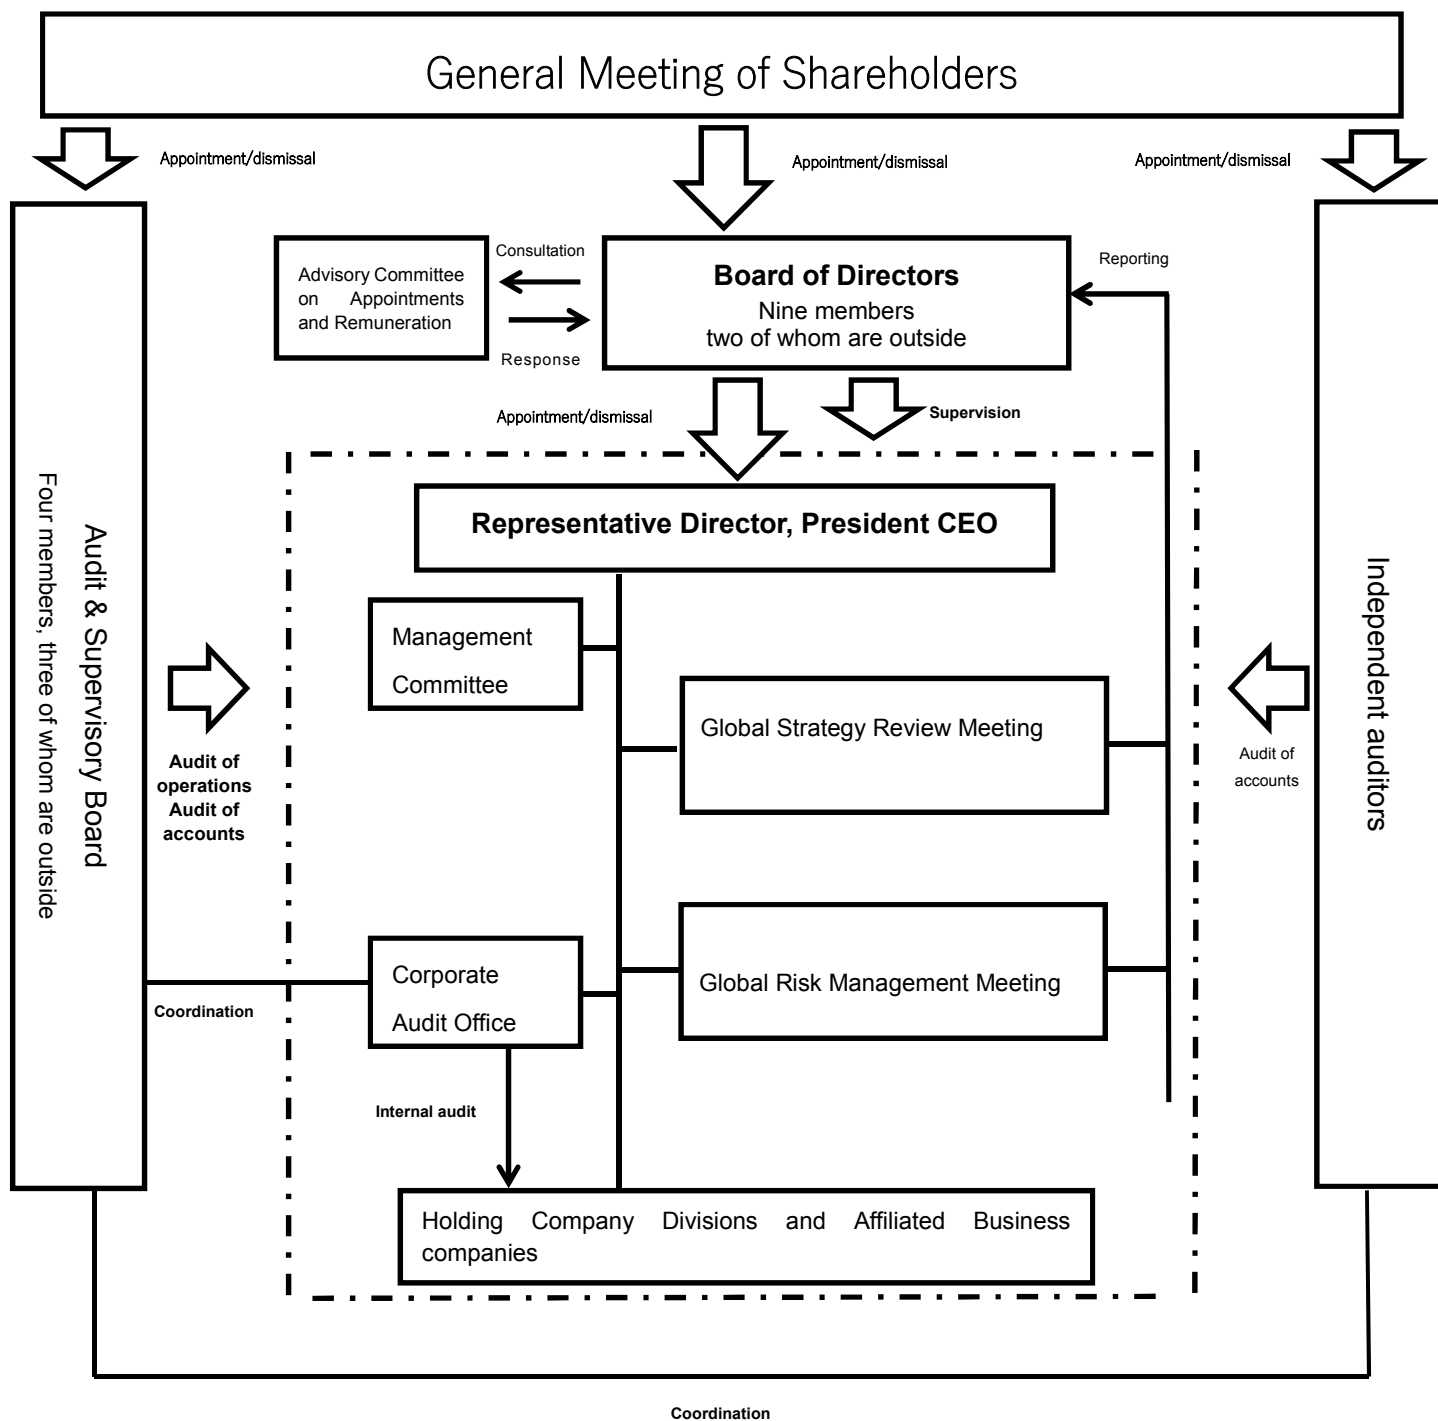 General Meeting of Shareholders
Appointment/dismissal
Appointment/dismissal
Appointment/dismissal
Advisory Committee
on Appointments
and Remuneration
Consultation
Response
Board of Directors
Nine members
two of whom are outside
Reporting
Appointment/dismissal
Supervision
Audit & Supervisory Board
Four members, three of whom are outside
Representative Director, President CEO
Independent auditors
Management
Committee
Global Strategy Review Meeting
Audit of
operations
Audit of
accounts
Audit of
accounts
Corporate
Audit Office
Global Risk Management Meeting
Coordination
Internal audit
Holding Company Divisions and Affiliated Business
companies
Coordination